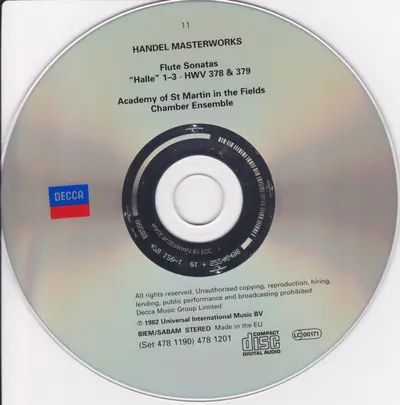 11
HANDEL MASTERWORKS
Flute Sonatas
"Halle" 1–3 · HWV 378 & 379
Academy of St Martin in the Fields
Chamber Ensemble
DECCA
All rights reserved. Unauthorised copying, reproduction, hiring,
lending, public performance and broadcasting prohibited
Decca Music Group Limited
℗ 1982 Universal International Music BV
BIEM/SABAM STEREO Made in the EU
(Set 478 1190) 478 1201
COMPACT
disc
DIGITAL AUDIO
LC 00171